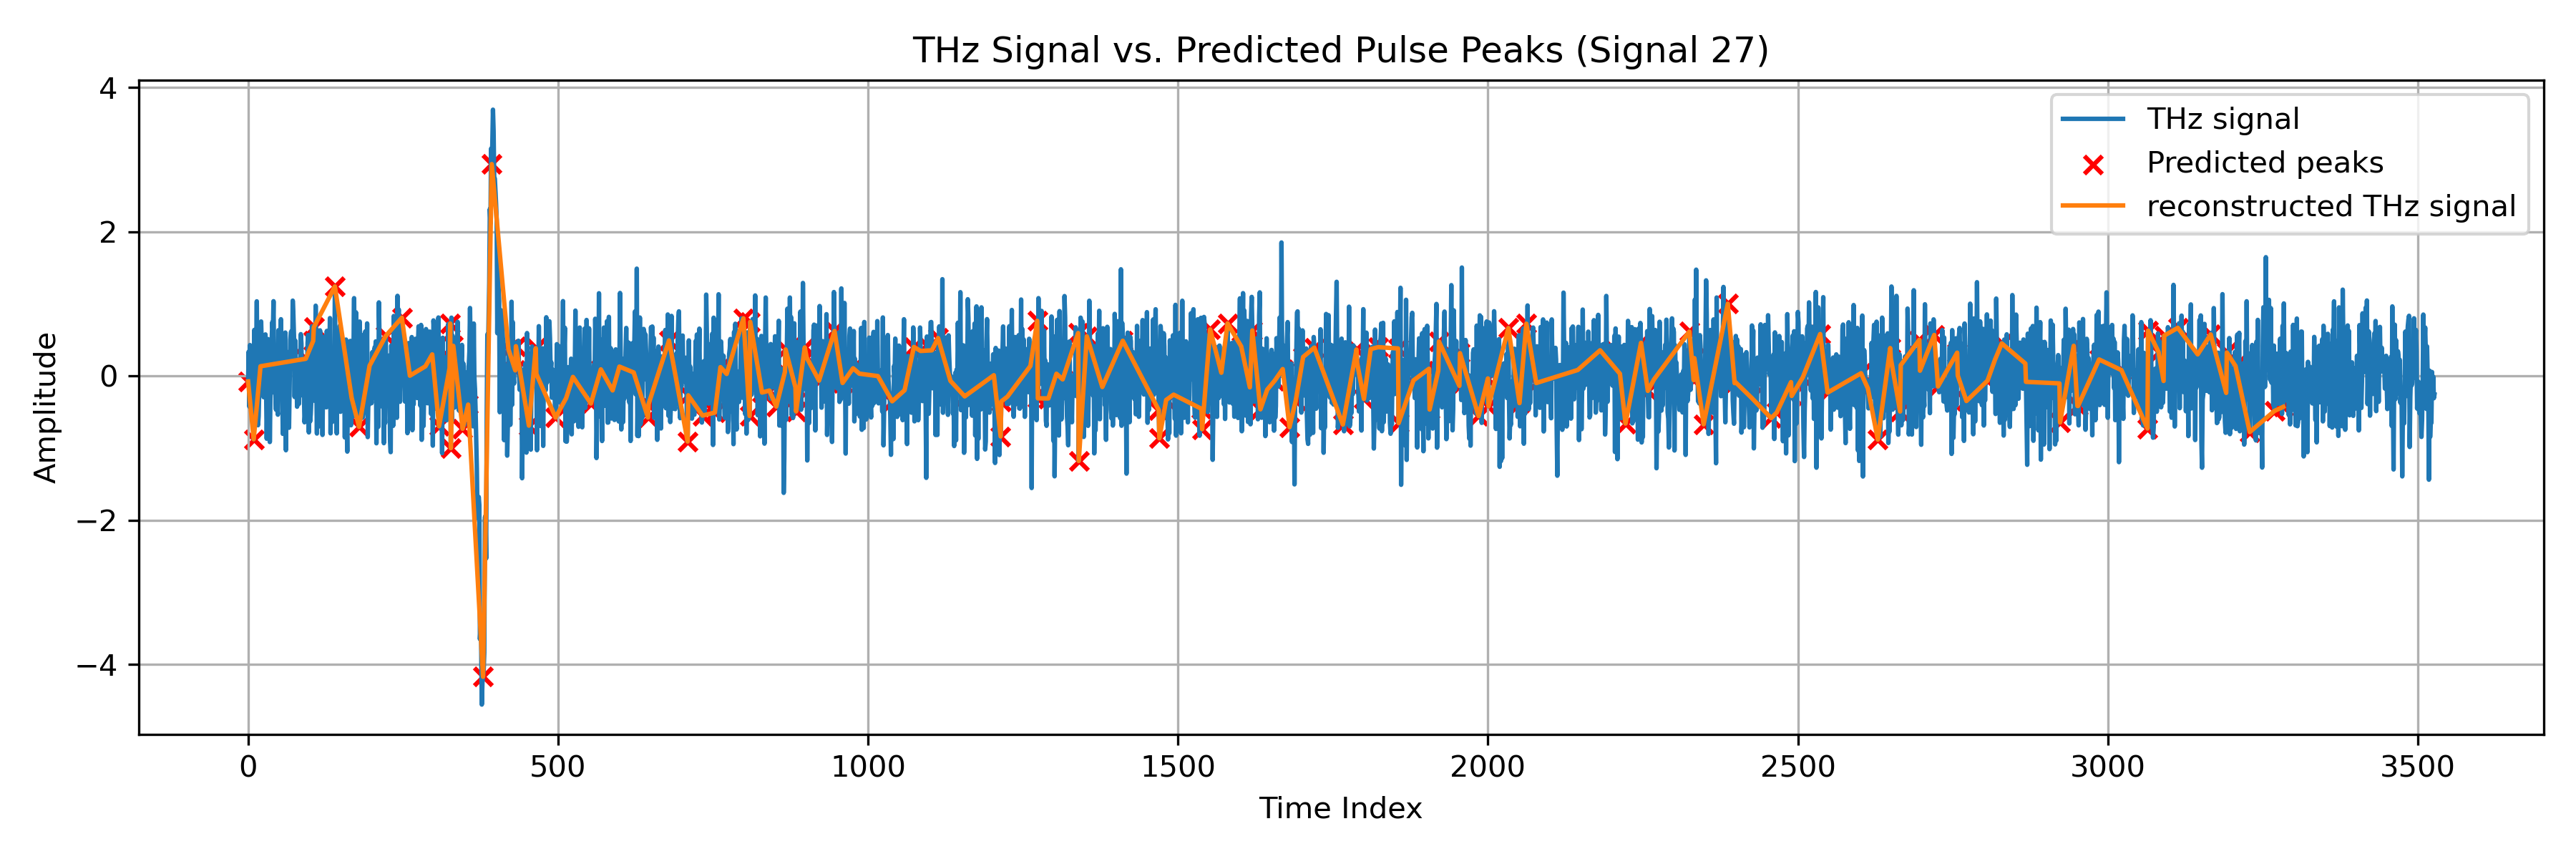 THz Signal vs. Predicted Pulse Peaks (Signal 27)
THz signal
Predicted peaks
reconstructed THz signal
Amplitude
4
2
0
−2
−4
0 500 1000 1500 2000 2500 3000 3500
Time Index